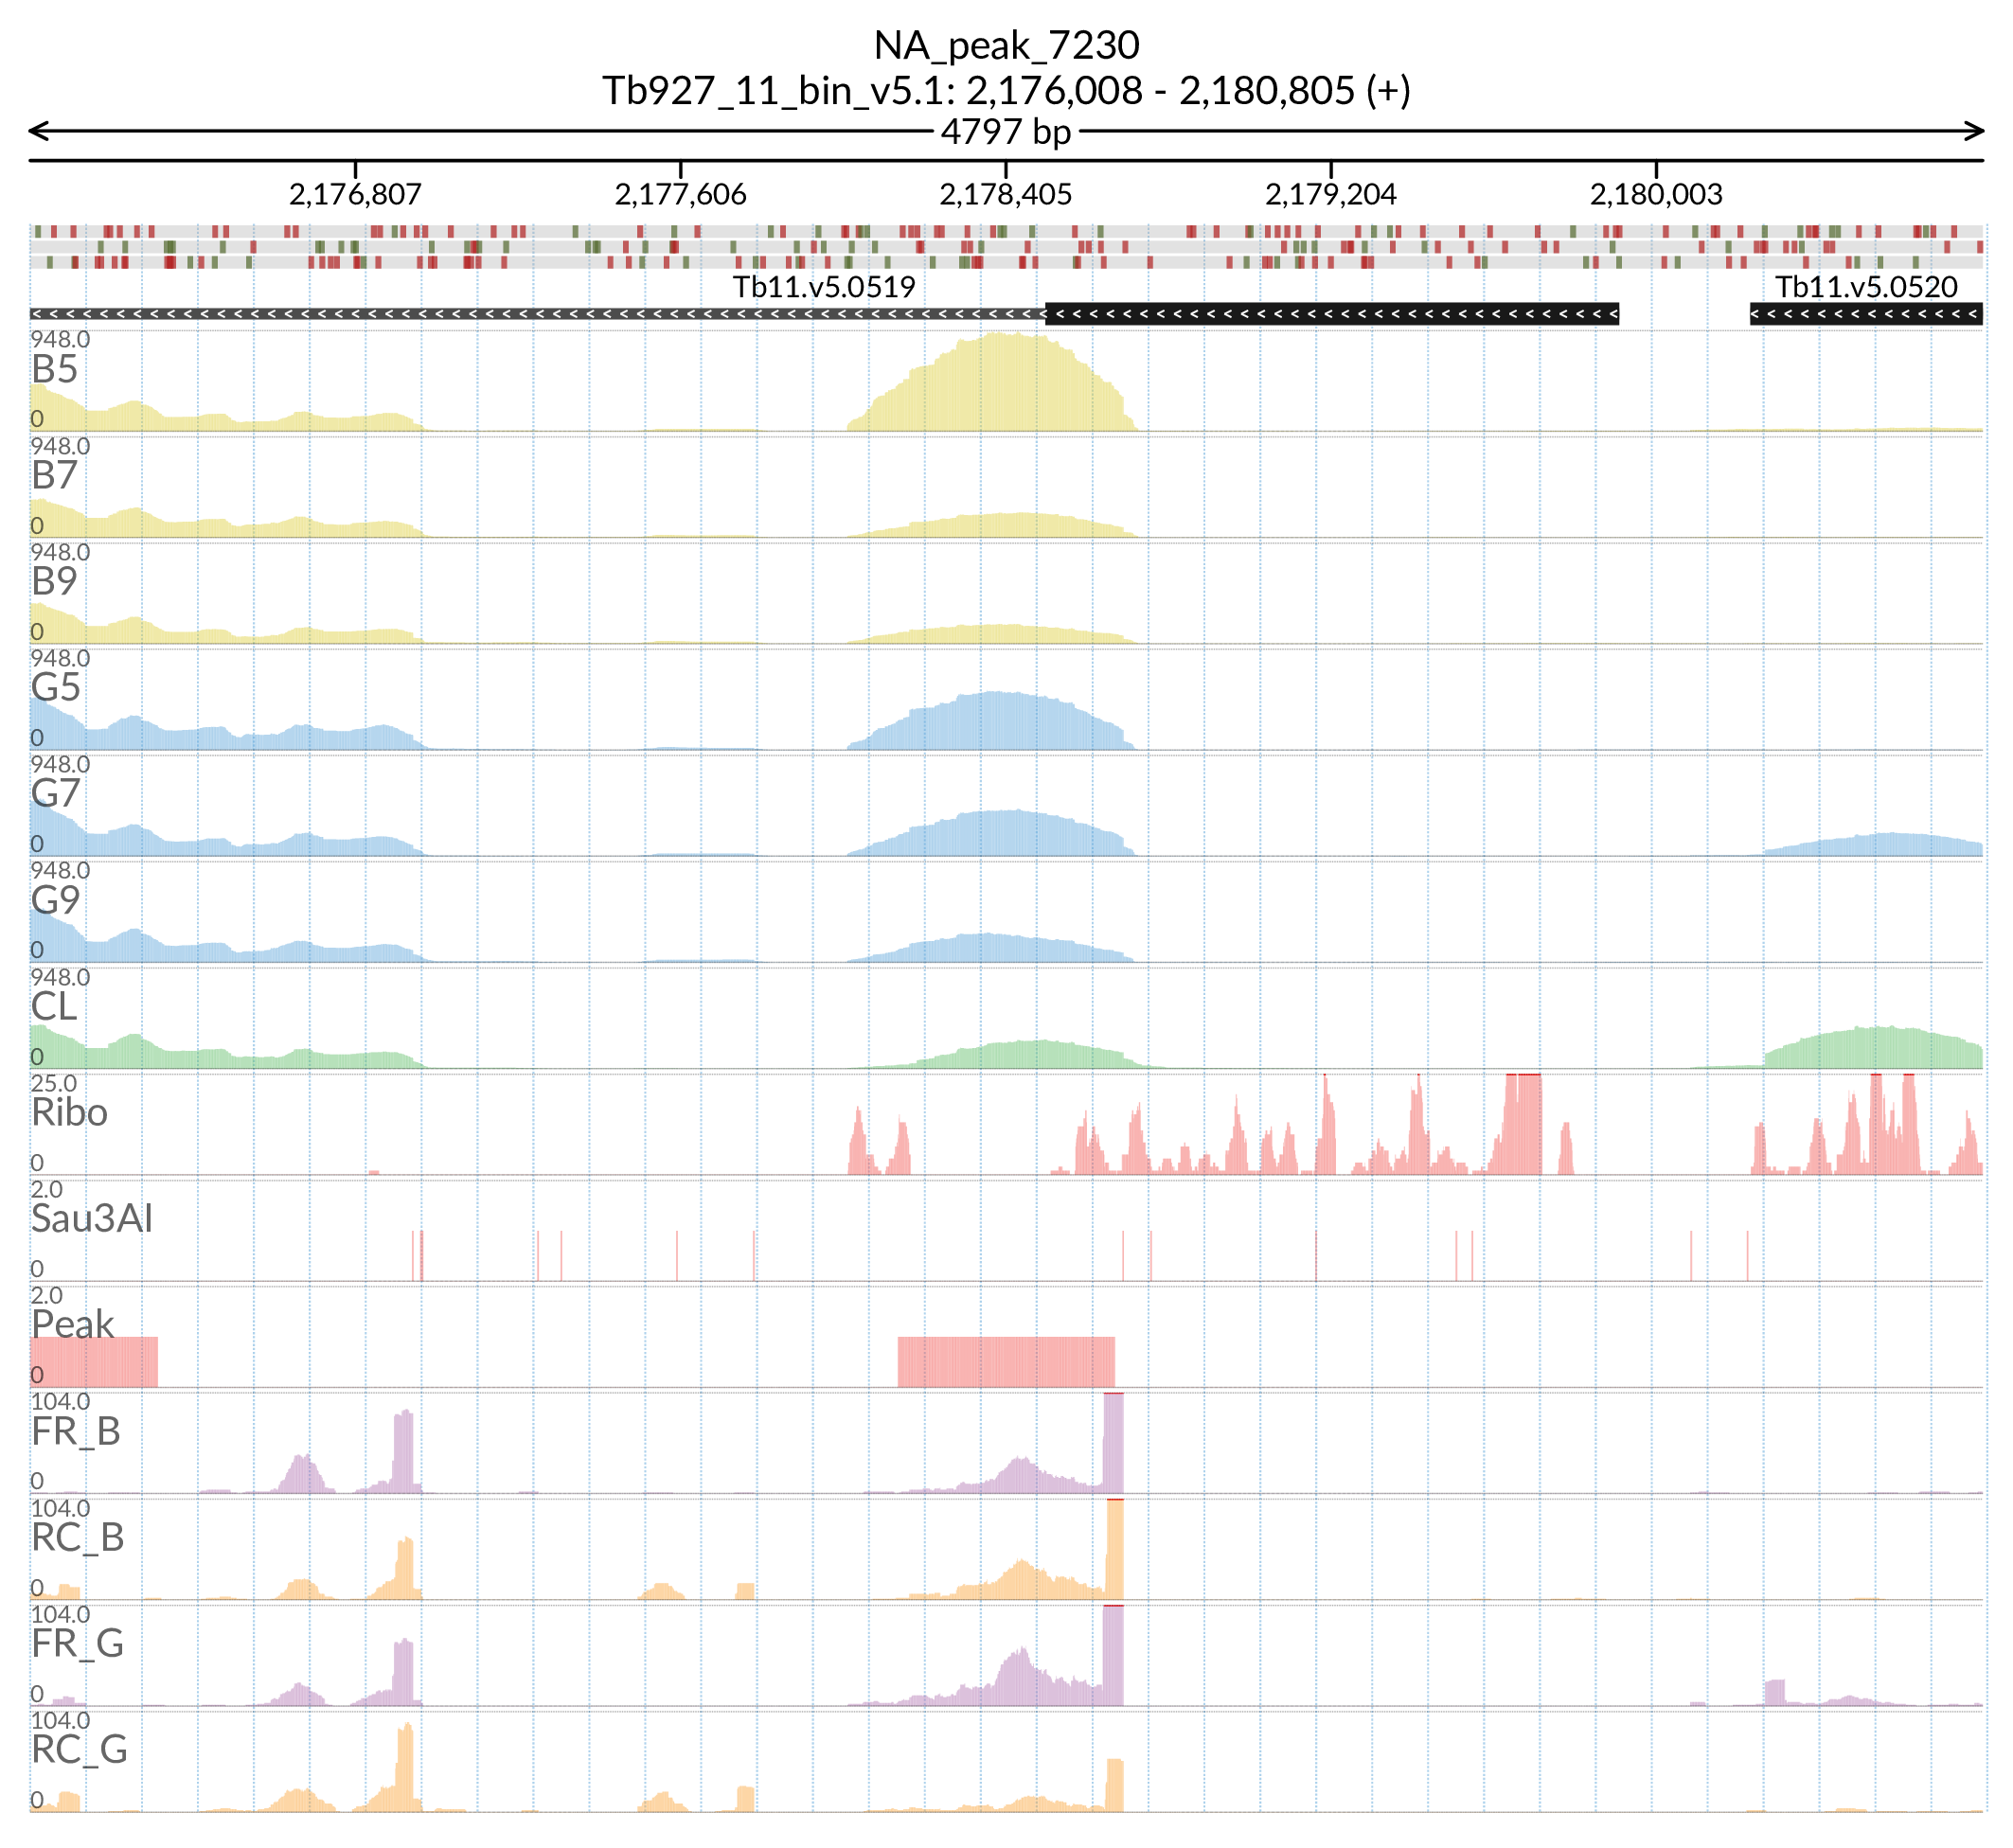 NA_peak_7230
Tb927_11_bin_v5.1: 2,176,008 - 2,180,805 (+)
4797 bp
2,176,807 2,177,606 2,178,405 2,179,204 2,180,003
Tb11.v5.0519 Tb11.v5.0520
948.0
B5
0
948.0
B7
0
948.0
B9
0
948.0
G5
0
948.0
G7
0
948.0
G9
0
948.0
CL
0
25.0
Ribo
0
2.0
Sau3AI
0
2.0
Peak
0
104.0
FR_B
0
104.0
RC_B
0
104.0
FR_G
0
104.0
RC_G
0